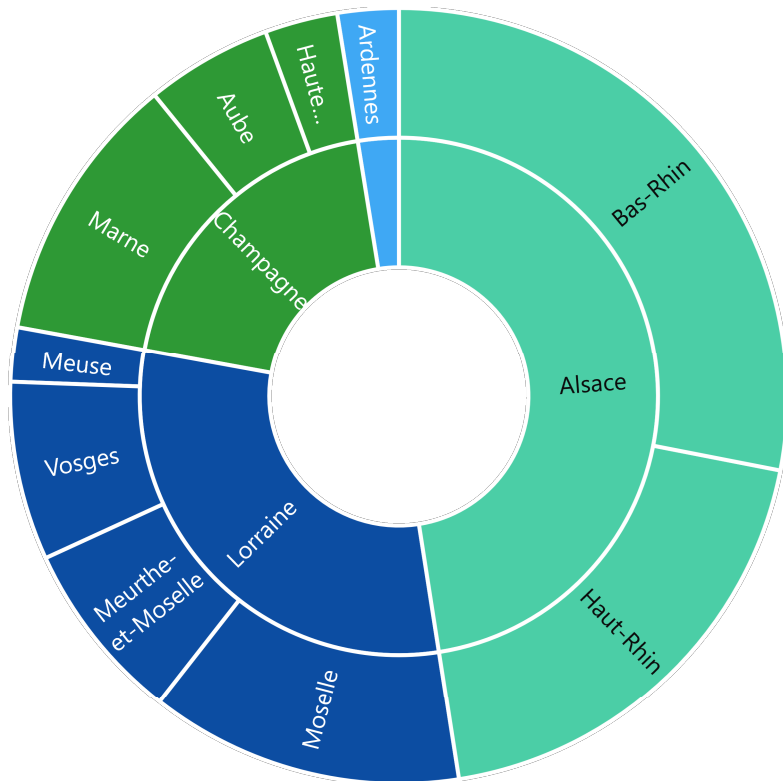 Ardennes
Haute...
Aube
Marne
Champagne
Bas-Rhin
Alsace
Meuse
Vosges
Lorraine
Meurthe-
et-Moselle
Moselle
Haut-Rhin